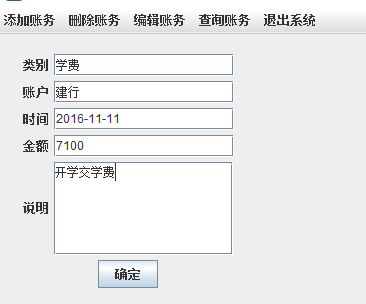 添加账务 删除账务 编辑账务 查询账务 退出系统
类别 学费
账户 建行
时间 2016-11-11
金额 7100
开学交学费
说明
确定